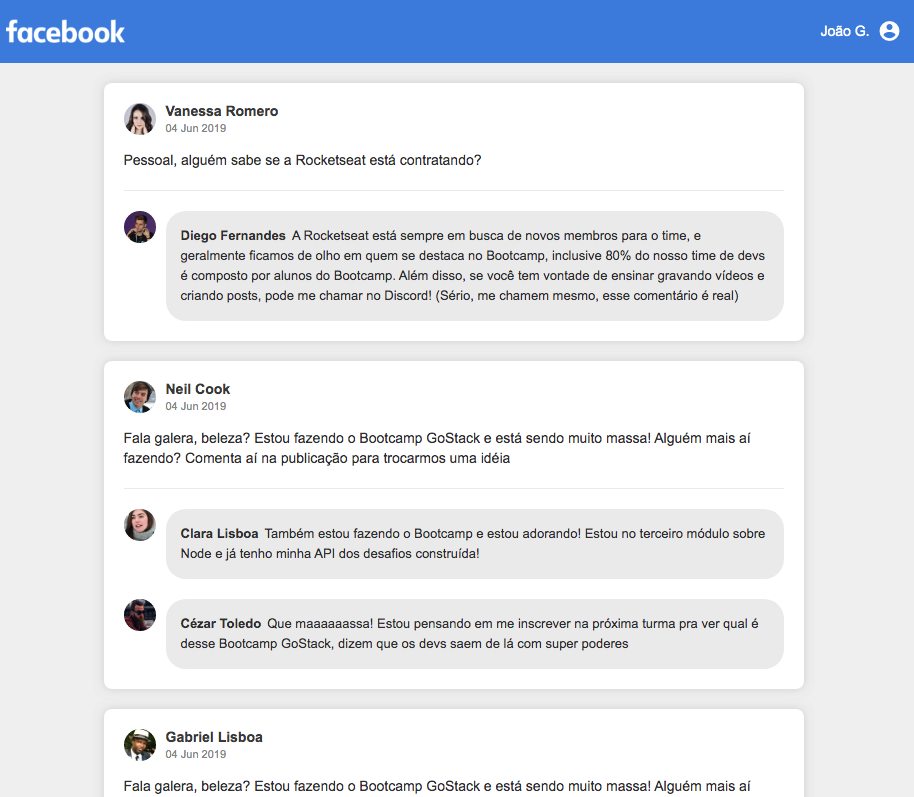 facebook
João G.
Vanessa Romero
04 Jun 2019
Pessoal, alguém sabe se a Rocketseat está contratando?
Diego Fernandes A Rocketseat está sempre em busca de novos membros para o time, e
geralmente ficamos de olho em quem se destaca no Bootcamp, inclusive 80% do nosso time de devs
é composto por alunos do Bootcamp. Além disso, se você tem vontade de ensinar gravando vídeos e
criando posts, pode me chamar no Discord! (Sério, me chamem mesmo, esse comentário é real)
Neil Cook
04 Jun 2019
Fala galera, beleza? Estou fazendo o Bootcamp GoStack e está sendo muito massa! Alguém mais aí
fazendo? Comenta aí na publicação para trocarmos uma idéia
Clara Lisboa Também estou fazendo o Bootcamp e estou adorando! Estou no terceiro módulo sobre
Node e já tenho minha API dos desafios construída!
Cézar Toledo Que maaaaaassa! Estou pensando em me inscrever na próxima turma pra ver qual é
desse Bootcamp GoStack, dizem que os devs saem de lá com super poderes
Gabriel Lisboa
04 Jun 2019
Fala galera, beleza? Estou fazendo o Bootcamp GoStack e está sendo muito massa! Alguém mais aí